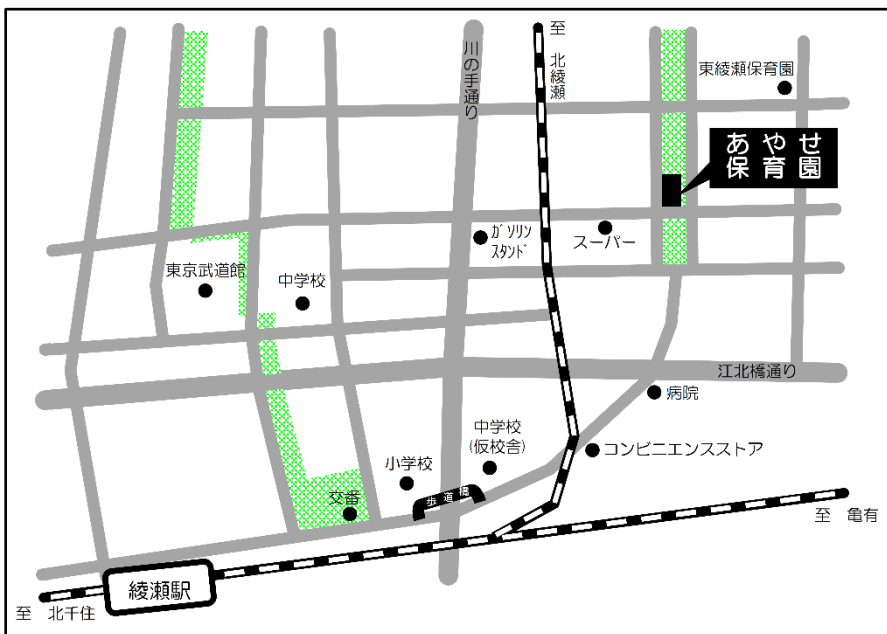 至
北綾瀬
川の手通り
東綾瀬保育園
あやせ
保育園
ガソリン
スタンド
スーパー
東京武道館
中学校
江北橋通り
病院
中学校
(仮校舎)
コンビニエンスストア
小学校
歩道橋
交番
至 亀有
綾瀬駅
至 北千住